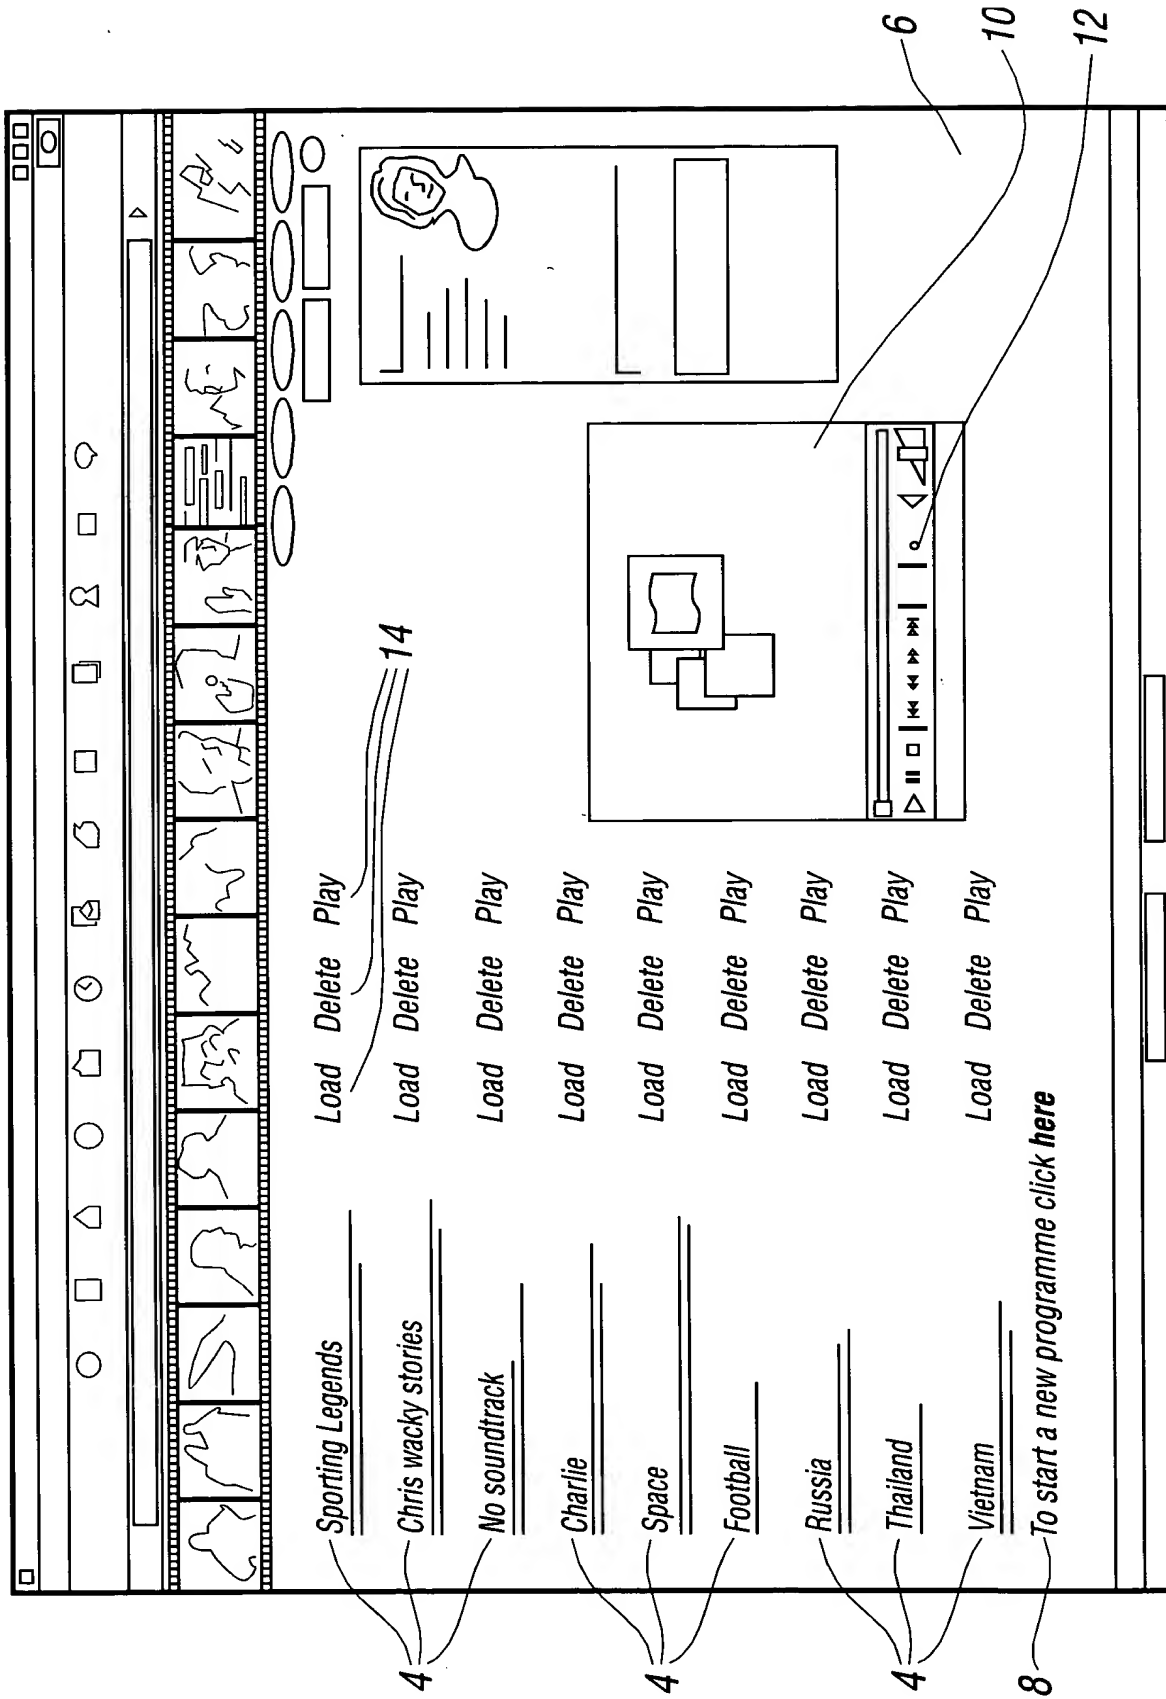 Sporting Legends Load Delete Play
Chris wacky stories Load Delete Play
No soundtrack Load Delete Play
Charlie Load Delete Play
Space Load Delete Play
Football Load Delete Play
Russia Load Delete Play
Thailand Load Delete Play
Vietnam Load Delete Play
To start a new programme click here
4
4
4
8
14
6
10
12